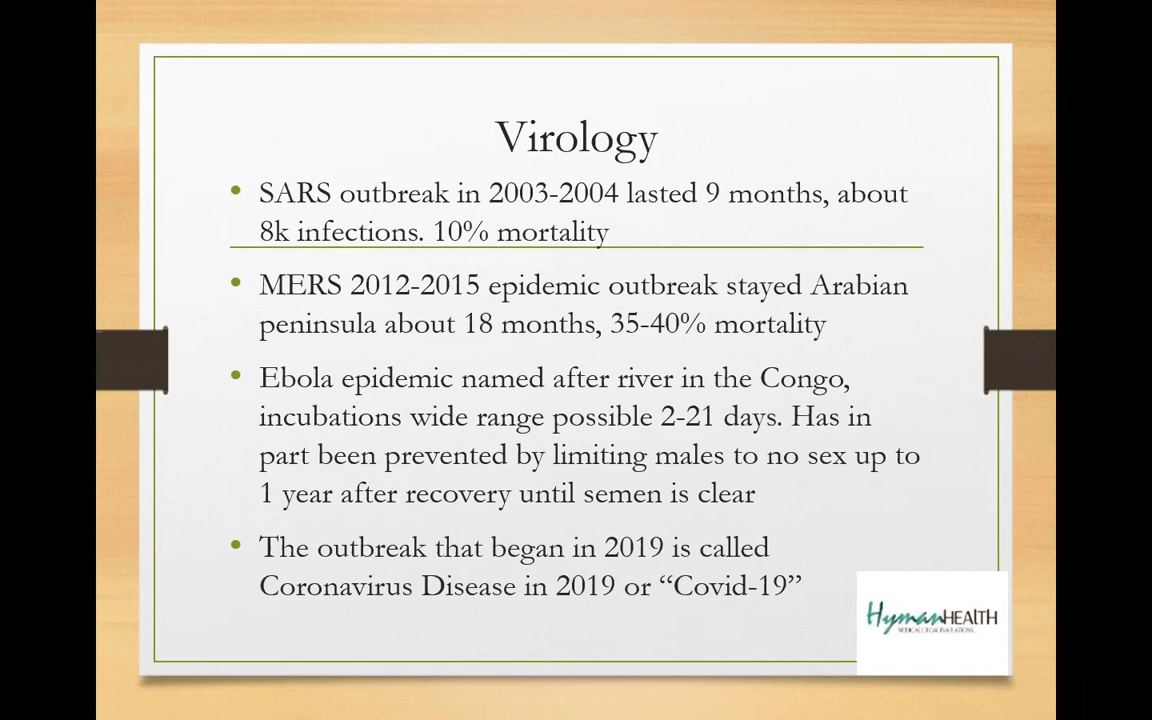 Virology
• SARS outbreak in 2003-2004 lasted 9 months, about
8k infections. 10% mortality
• MERS 2012-2015 epidemic outbreak stayed Arabian
peninsula about 18 months, 35-40% mortality
• Ebola epidemic named after river in the Congo,
incubations wide range possible 2-21 days. Has in
part been prevented by limiting males to no sex up to
1 year after recovery until semen is clear
• The outbreak that began in 2019 is called
Coronavirus Disease in 2019 or “Covid-19”
HymanHEALTH